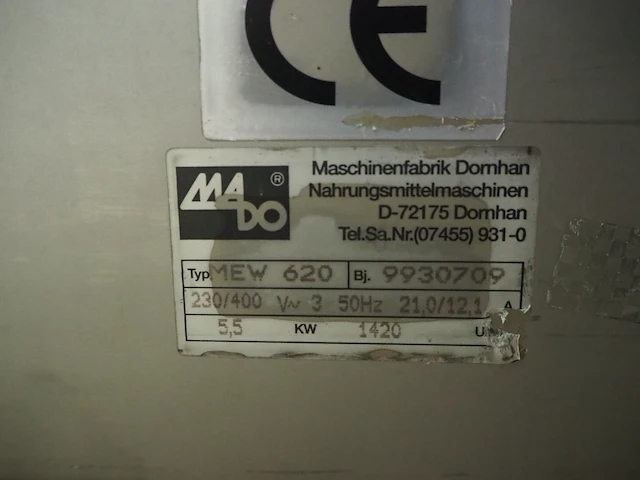 CE
MADO ®
Maschinenfabrik Dornhan
Nahrungsmittelmaschinen
D-72175 Dornhan
Tel.Sa.Nr.(07455) 931-0
Typ. MEW 620 Bj. 9930709
230/400 V~ 3 50Hz 21,0/12,1 A
5,5 KW 1420